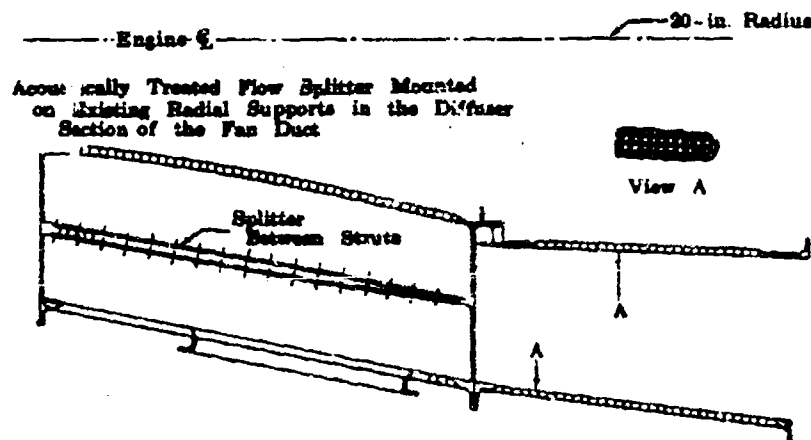 20-in. Radius
Engine ℄
Acoustically Treated Flow Splitter Mounted
on Existing Radial Supports in the Diffuser
Section of the Fan Duct
View A
Splitter
Between Struts
A
A